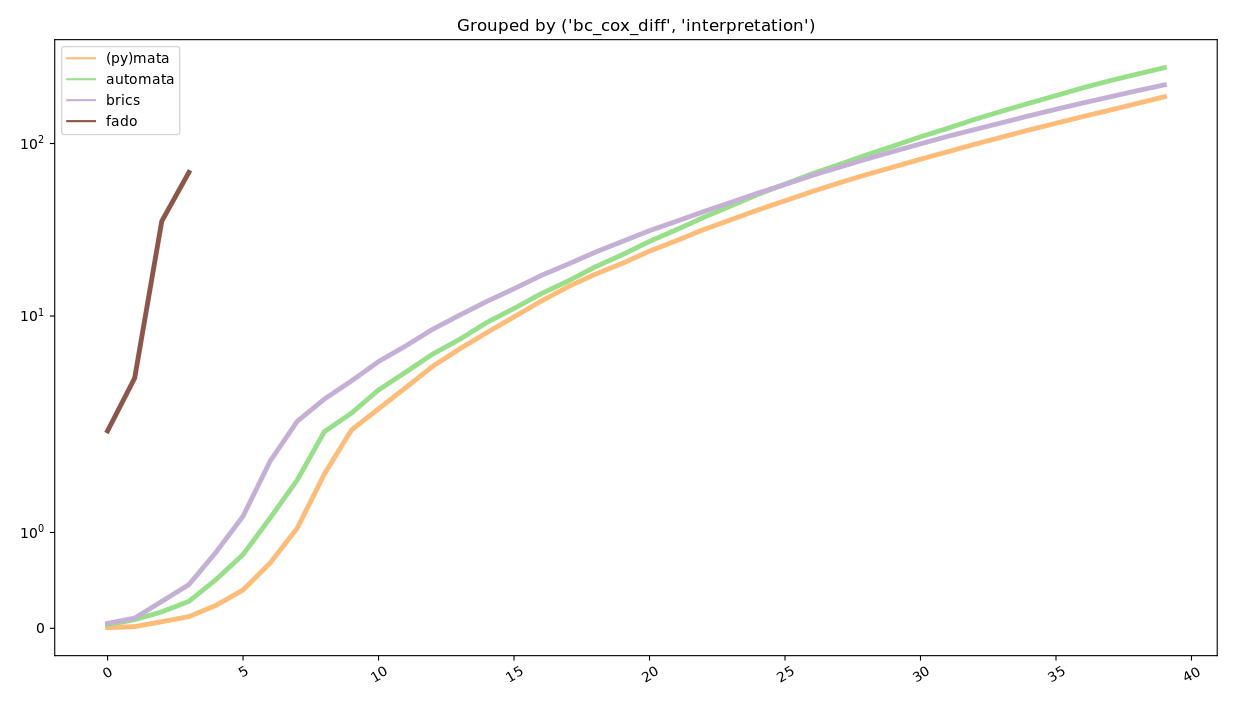 Grouped by ('bc_cox_diff', 'interpretation')
(py)mata
automata
brics
fado
10²
10¹
10⁰
0
0
5
10
15
20
25
30
35
40